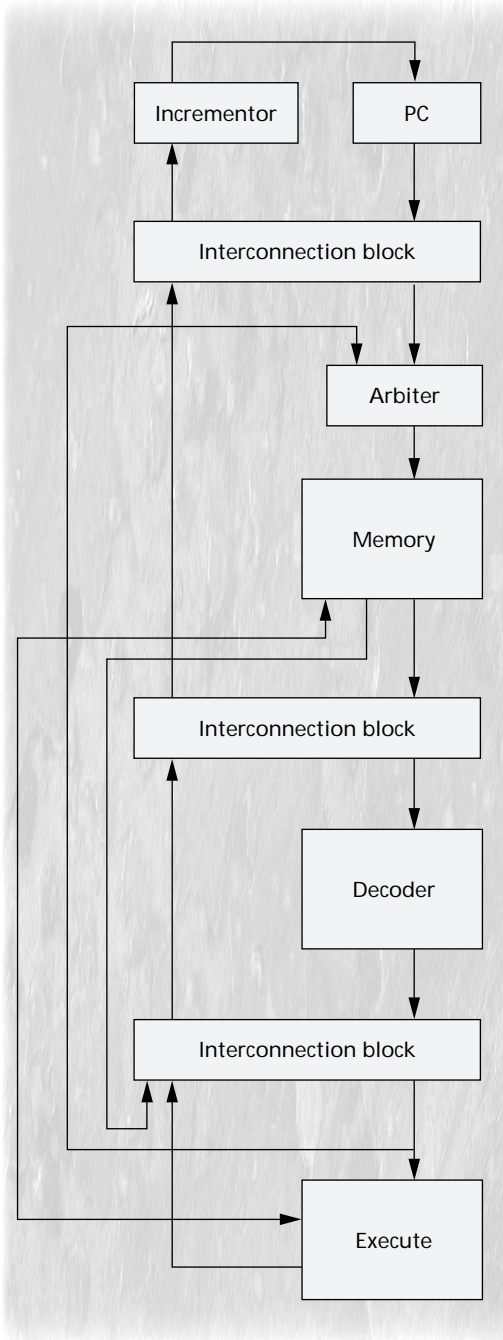 Incrementor
PC
Interconnection block
Arbiter
Memory
Interconnection block
Decoder
Interconnection block
Execute